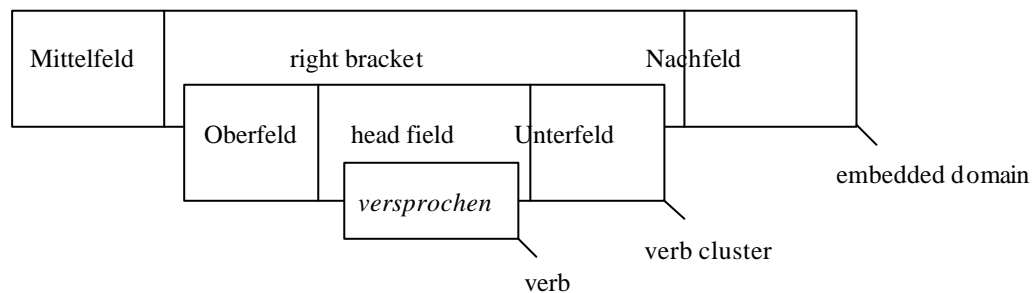 Mittelfeld right bracket Nachfeld
Oberfeld head field Unterfeld
embedded domain
versprochen
verb cluster
verb